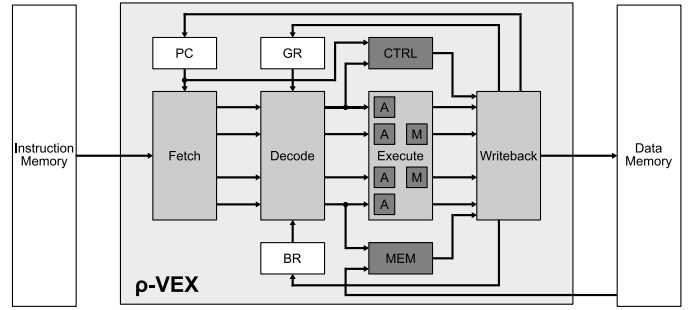 PC
GR
CTRL
A
A
M
Instruction
Memory
Fetch
Decode
Execute
Writeback
Data
Memory
A
M
A
BR
MEM
ρ-VEX